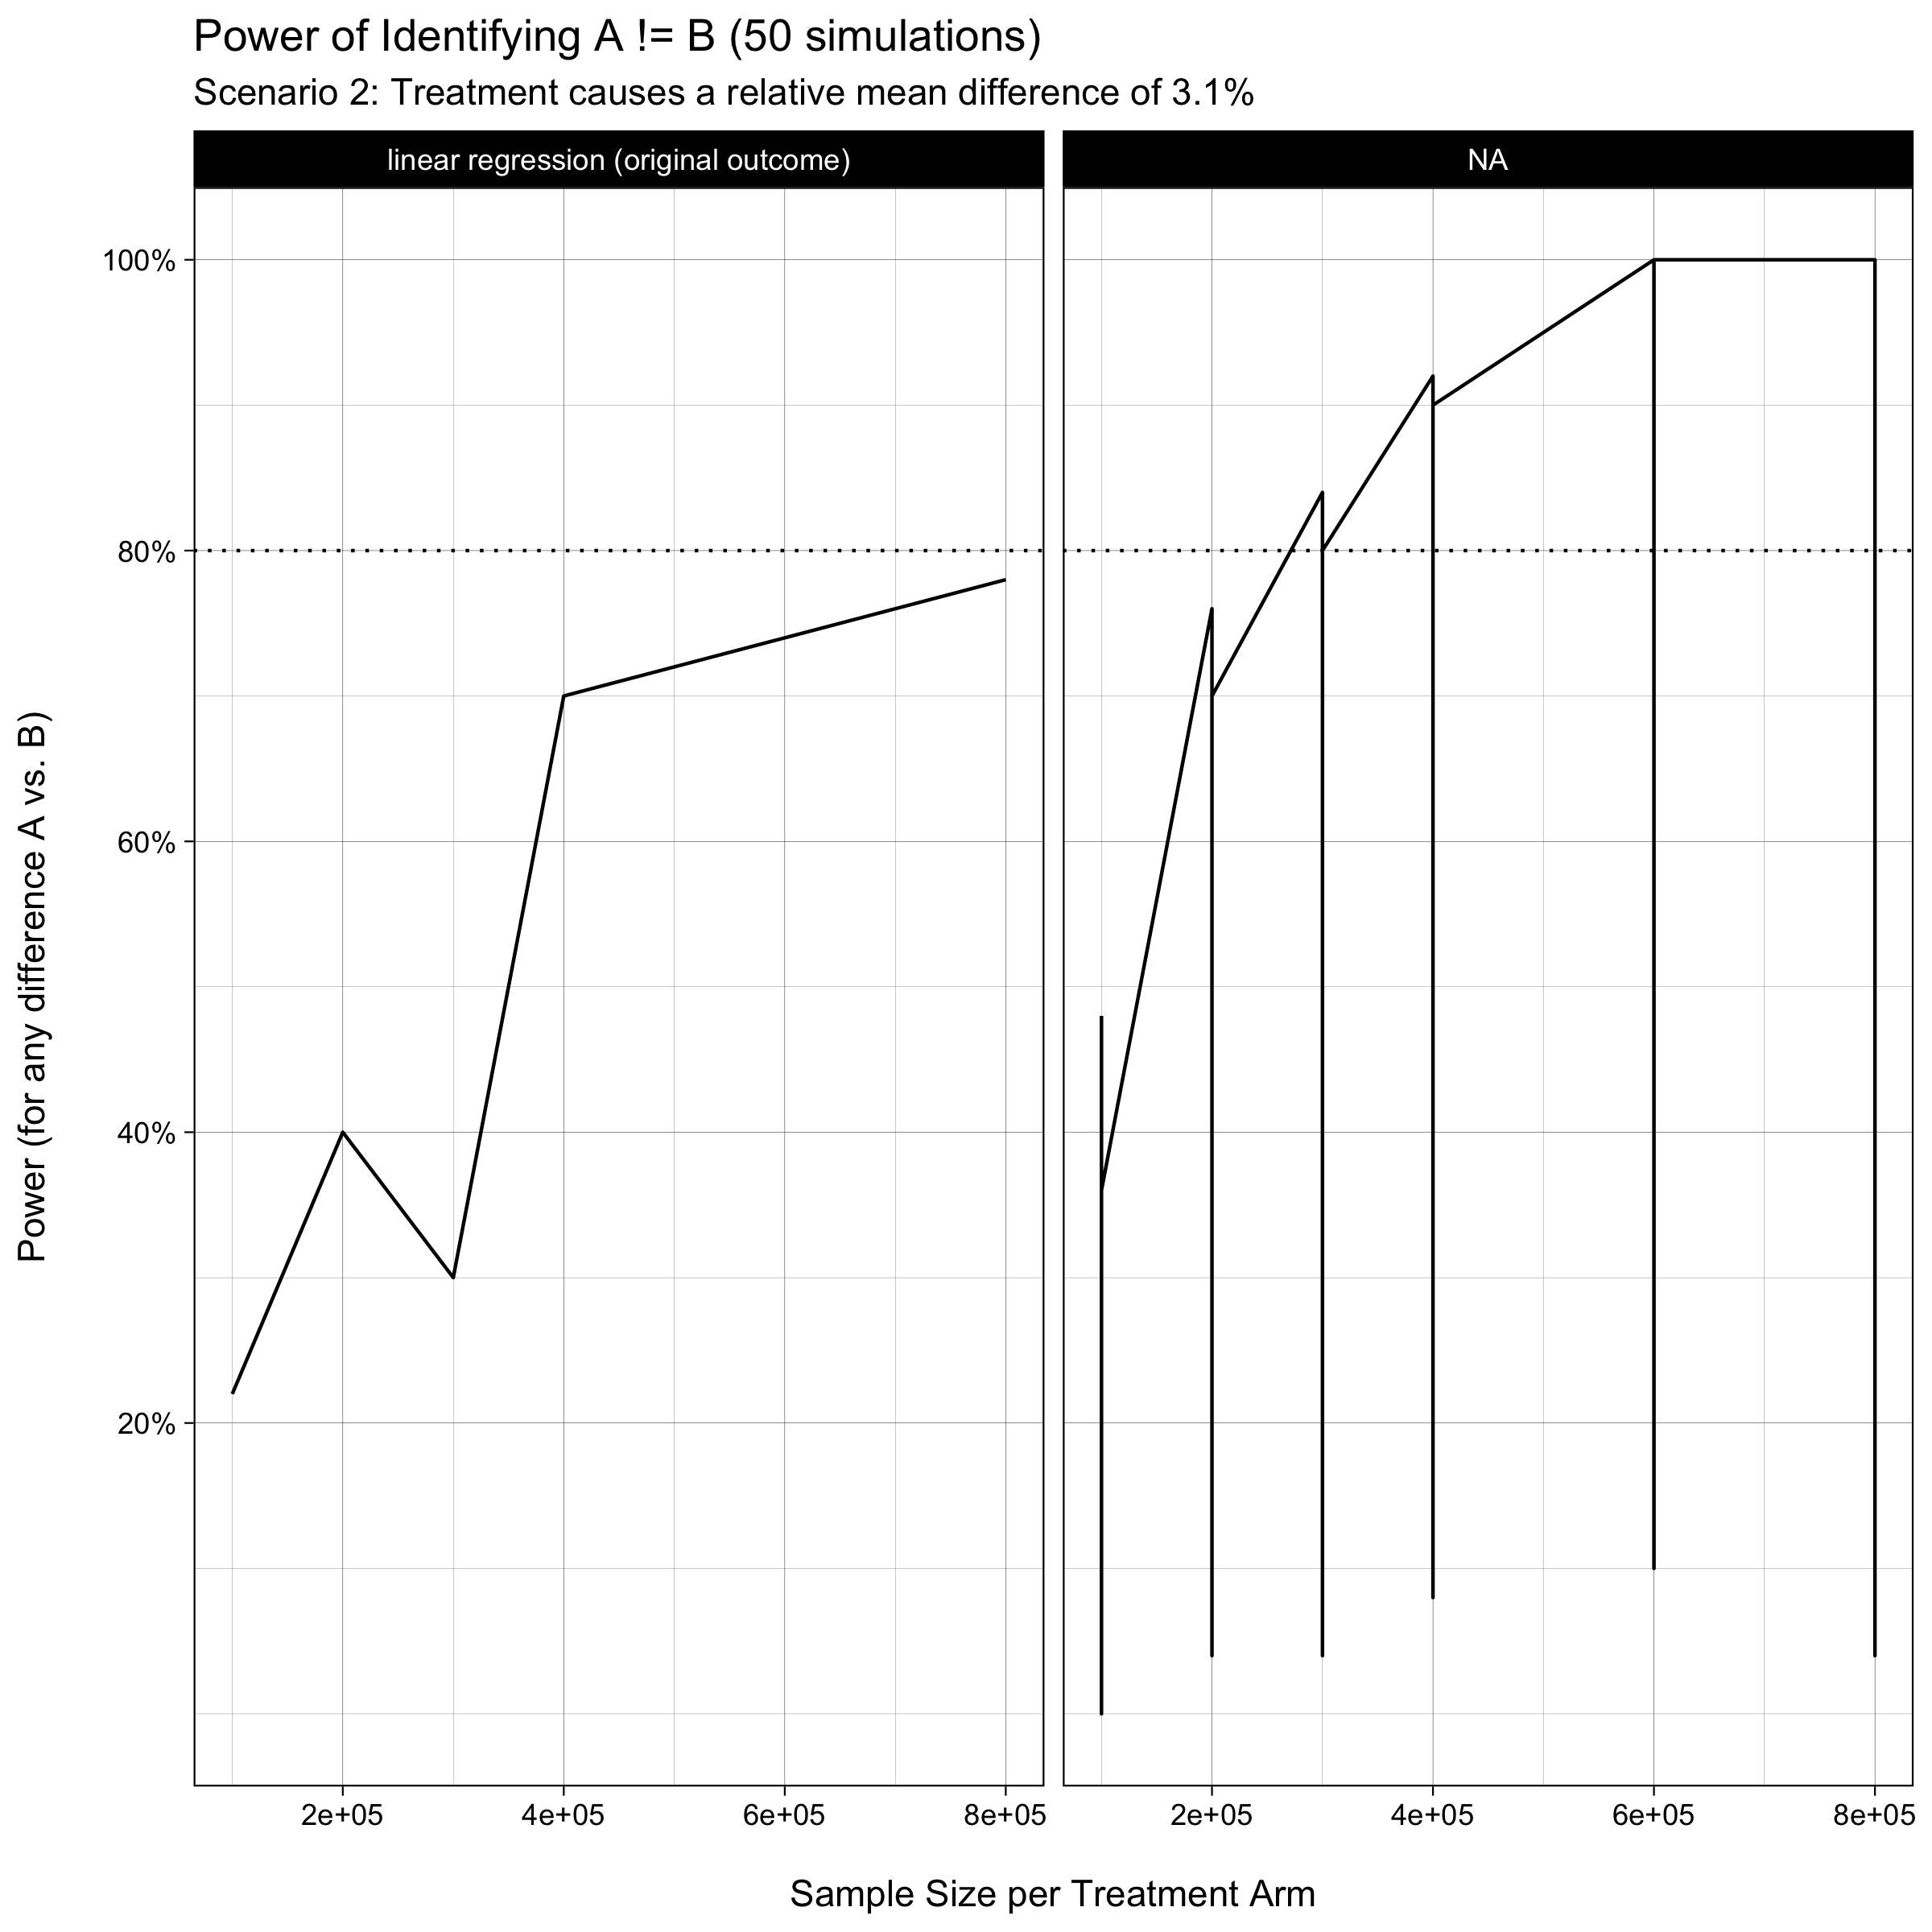 Power of Identifying A != B (50 simulations)
Scenario 2: Treatment causes a relative mean difference of 3.1%
linear regression (original outcome)
NA
Power (for any difference A vs. B)
100%
80%
60%
40%
20%
2e+05
4e+05
6e+05
8e+05
2e+05
4e+05
6e+05
8e+05
Sample Size per Treatment Arm